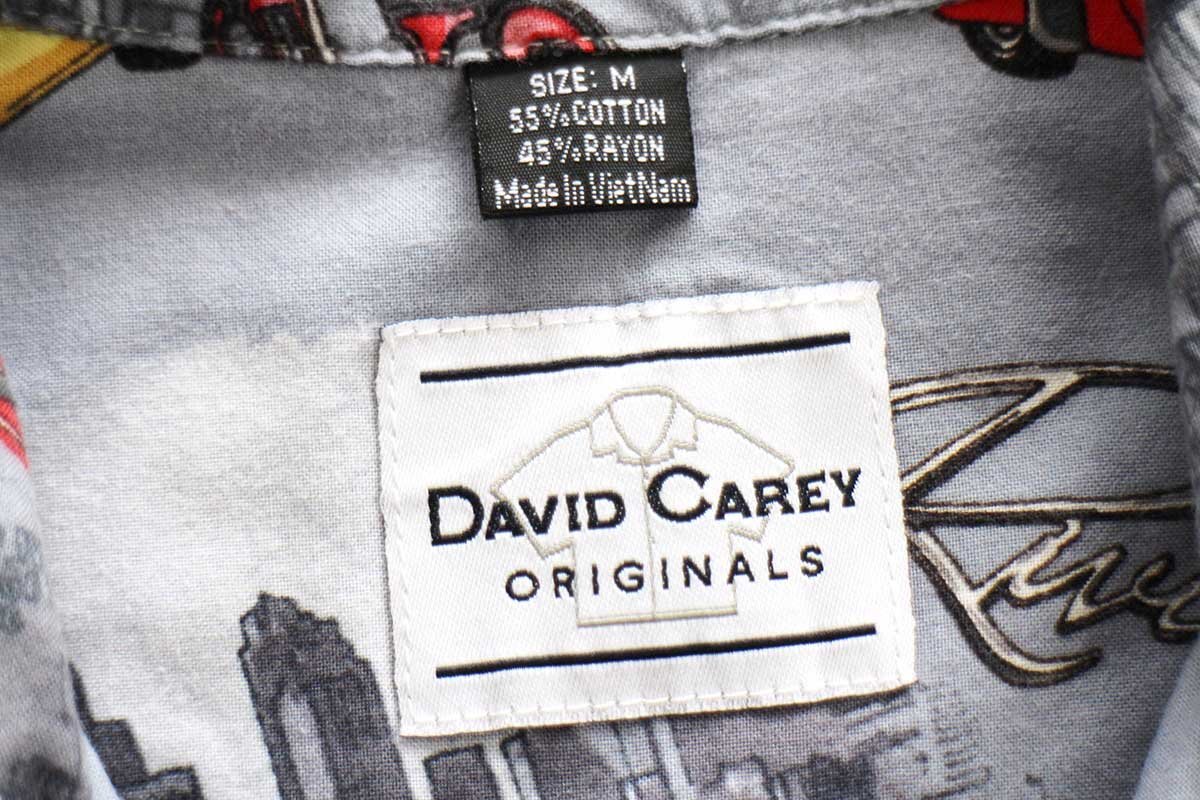 SIZE: M
55%COTTON
45%RAYON
Made In VietNam
DAVID CAREY
ORIGINALS